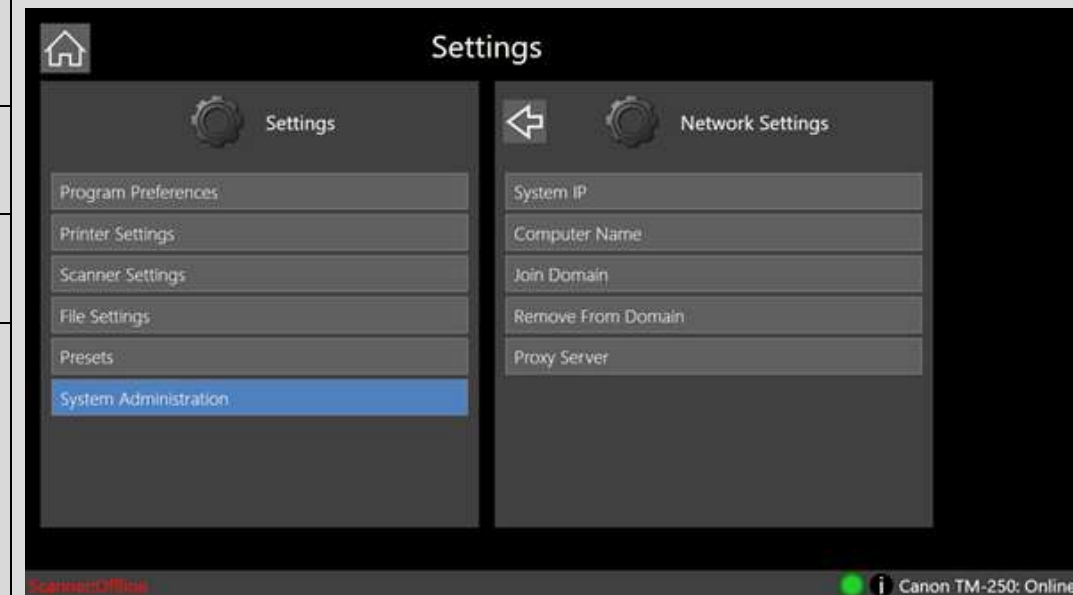 Settings
Settings
Program Preferences
Printer Settings
Scanner Settings
File Settings
Presets
System Administration
Network Settings
System IP
Computer Name
Join Domain
Remove From Domain
Proxy Server
Scanner:Offline
i Canon TM-250: Online